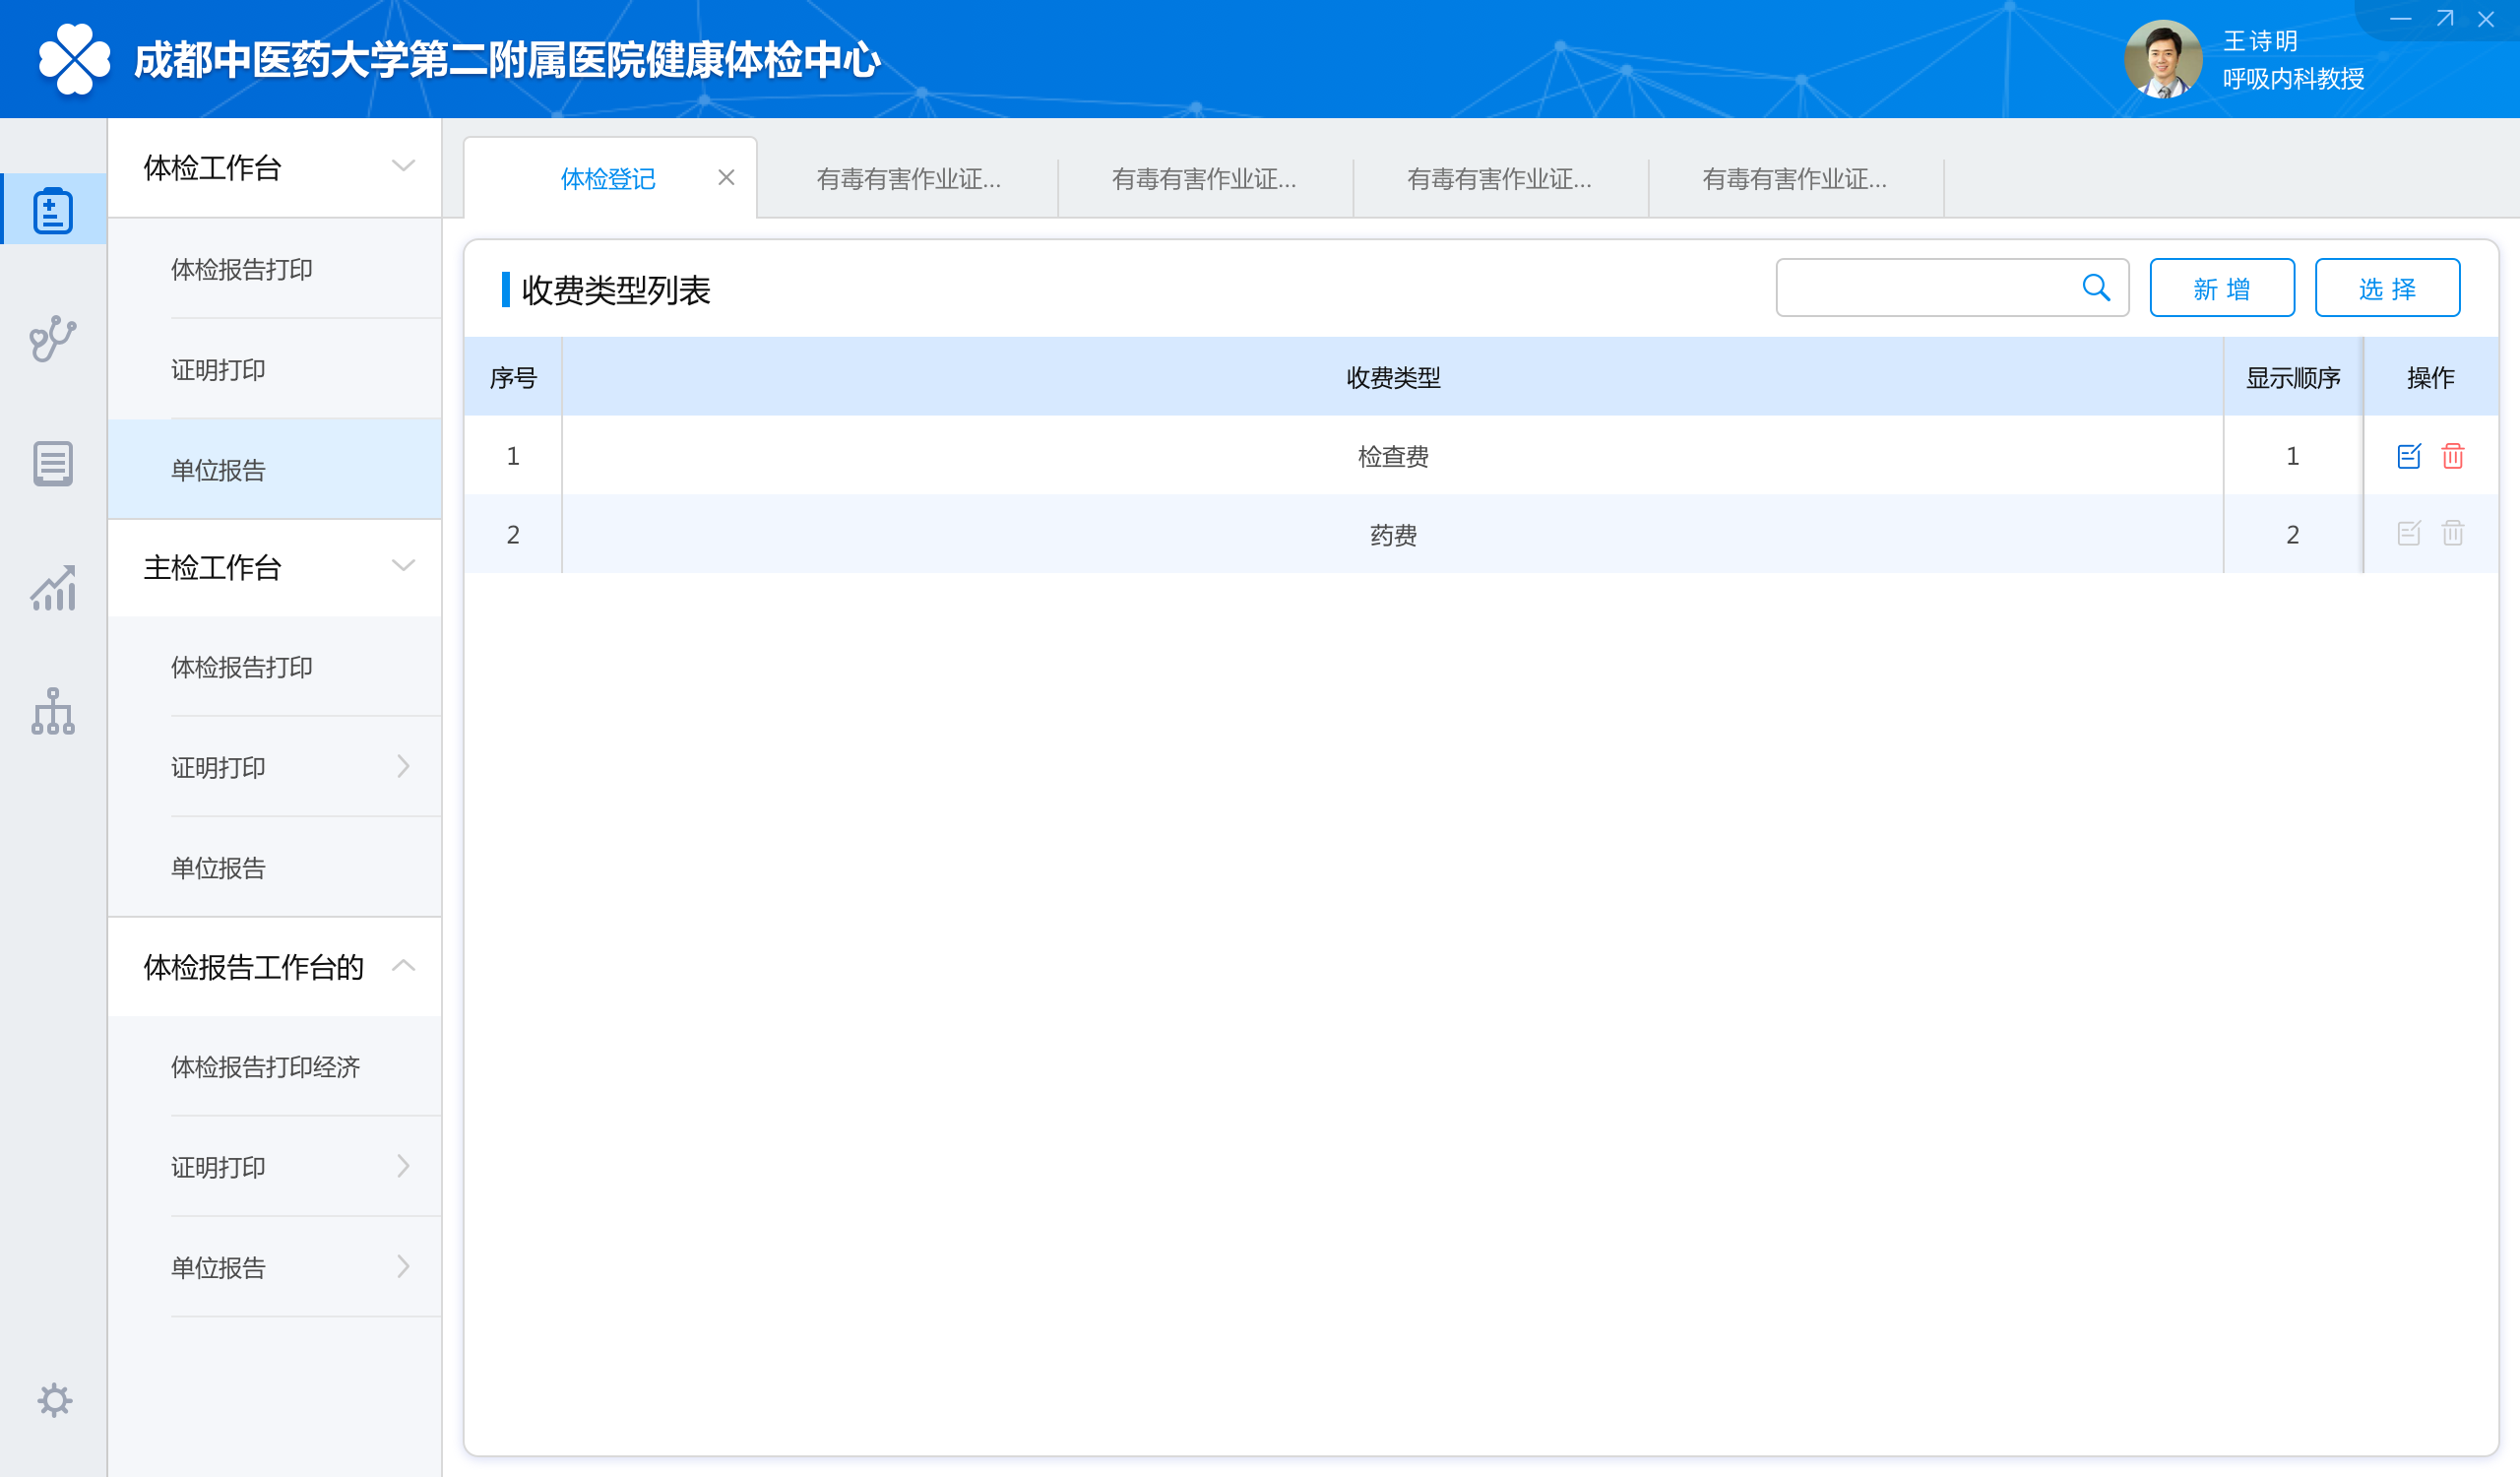 成都中医药大学第二附属医院健康体检中心
王诗明
呼吸内科教授
体检工作台
体检报告打印
证明打印
单位报告
主检工作台
体检报告打印
证明打印
单位报告
体检报告工作台的
体检报告打印经济
证明打印
单位报告
体检登记
有毒有害作业证...
有毒有害作业证...
有毒有害作业证...
有毒有害作业证...
收费类型列表
新 增
选 择
序号 收费类型 显示顺序 操作
1 检查费 1
2 药费 2